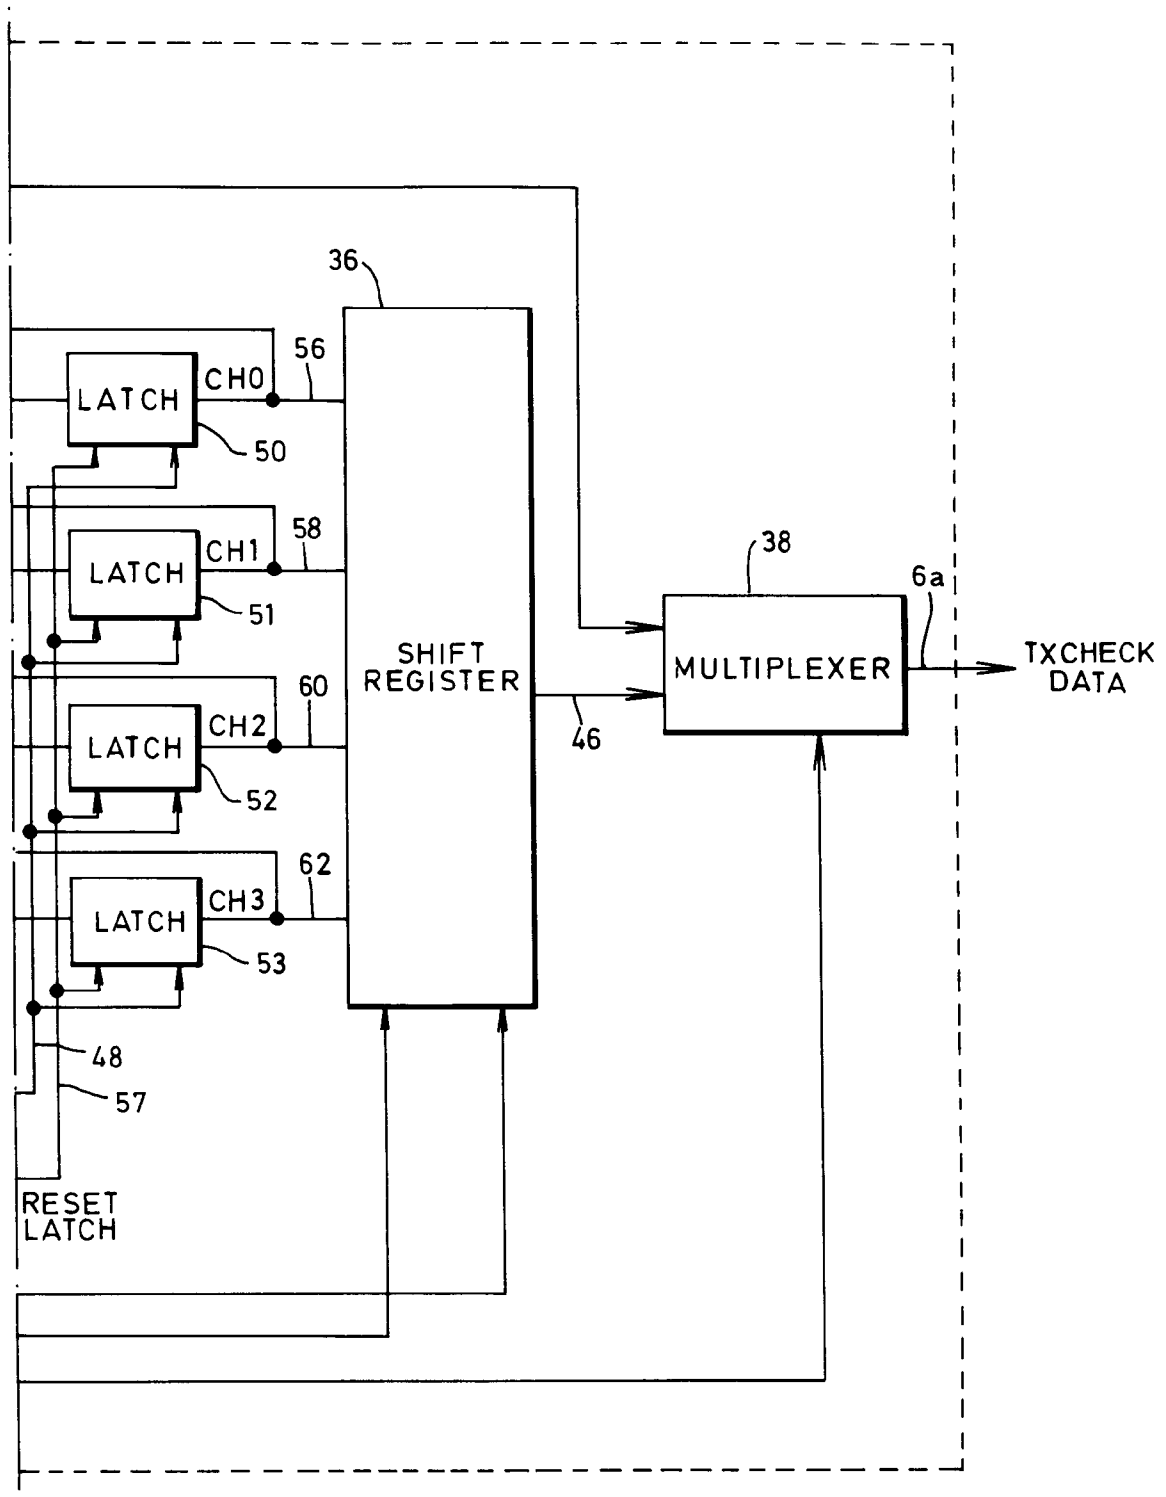 36
56
CH0
LATCH
50
58
CH1
LATCH
51
38
6a
SHIFT
REGISTER
MULTIPLEXER
TXCHECK
DATA
60
46
CH2
LATCH
52
62
CH3
LATCH
53
48
57
RESET
LATCH